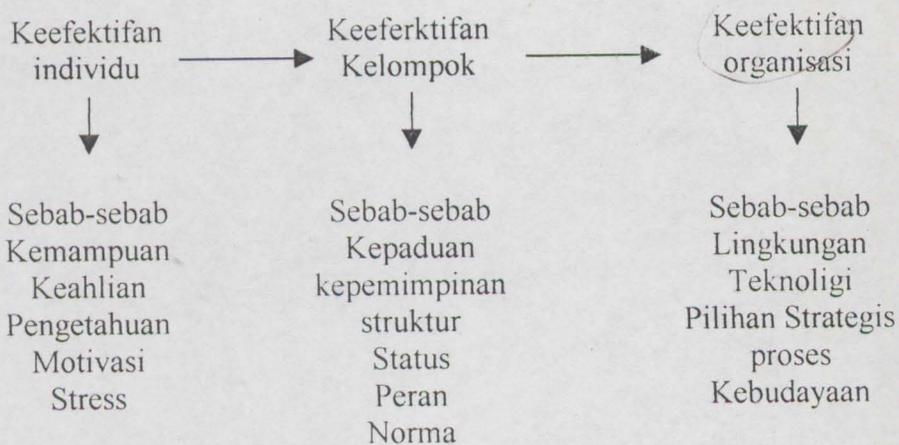 Keefektifan
individu
Keeferktifan
Kelompok
Keefektifan
organisasi
Sebab-sebab
Kemampuan
Keahlian
Pengetahuan
Motivasi
Stress
Sebab-sebab
Kepaduan
kepemimpinan
struktur
Status
Peran
Norma
Sebab-sebab
Lingkungan
Teknoligi
Pilihan Strategis
proses
Kebudayaan